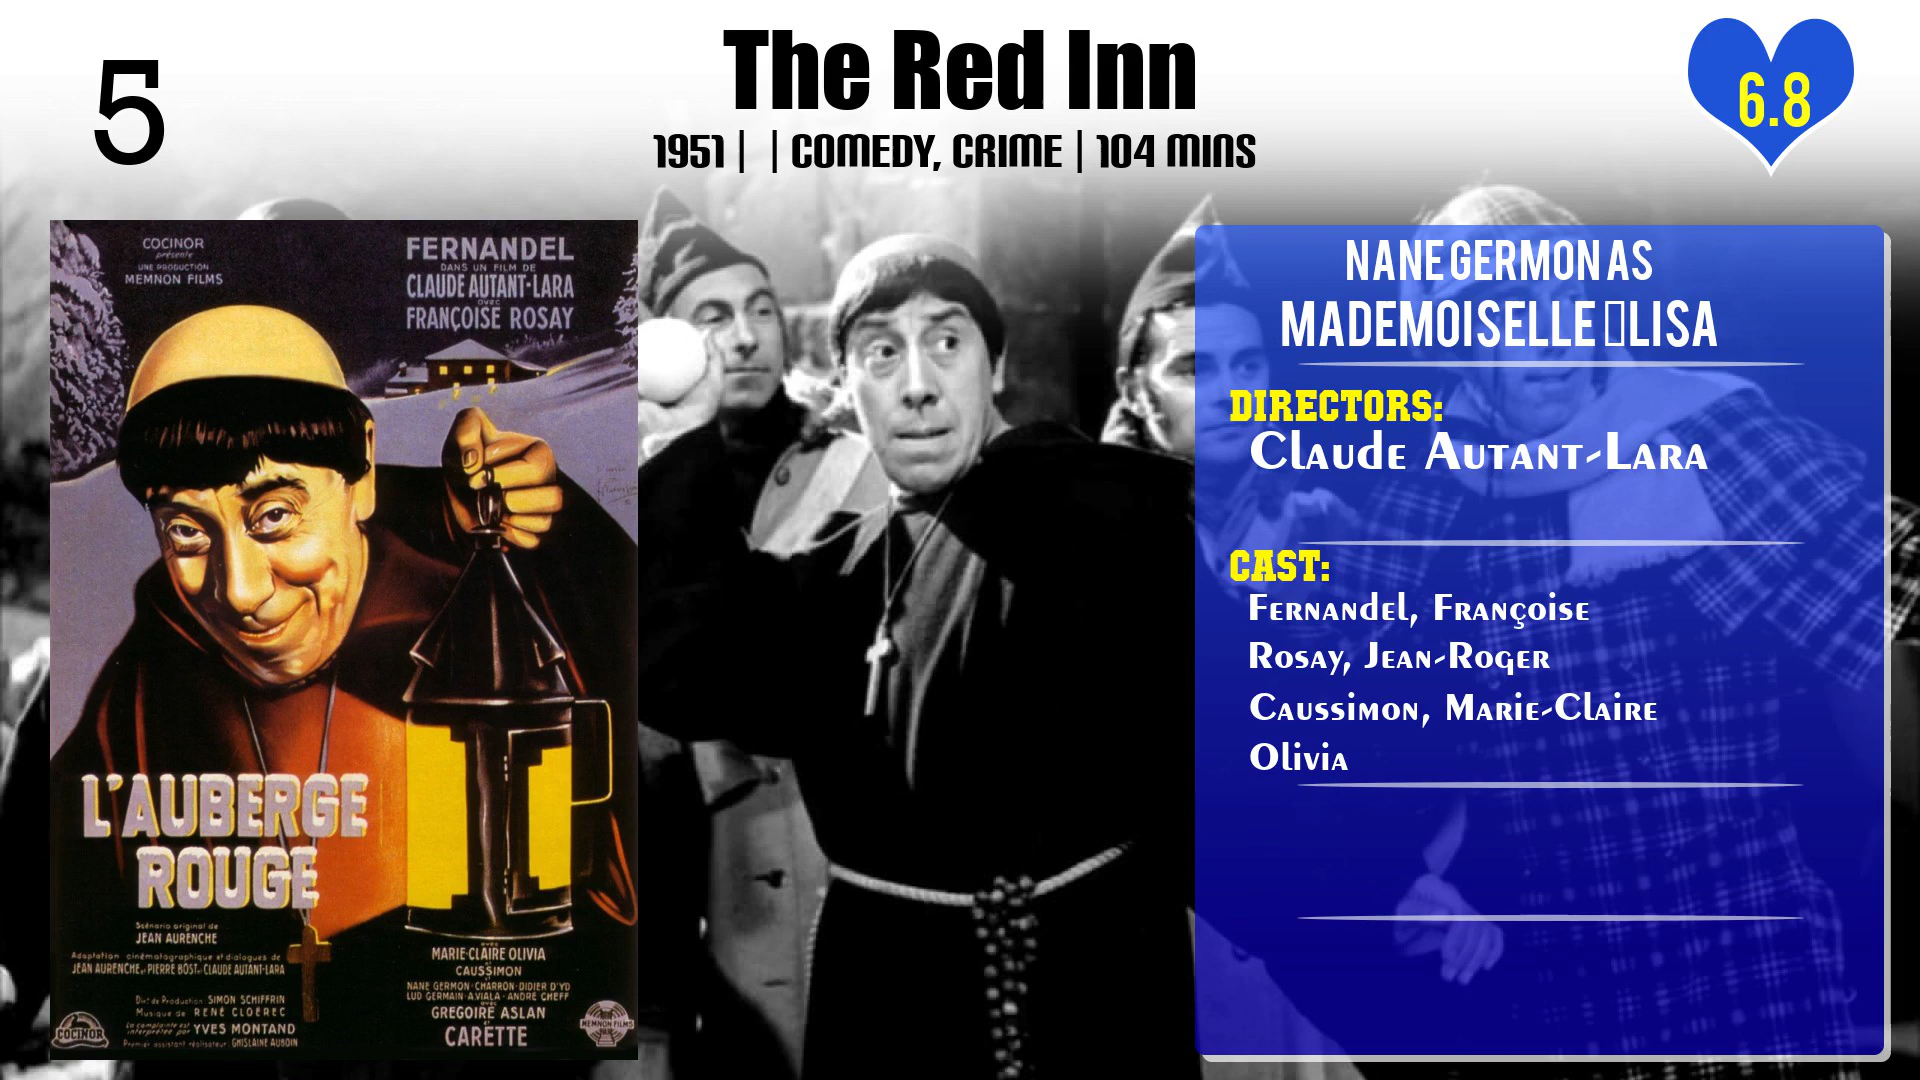 5
The Red Inn
1951 | | COMEDY, CRIME | 104 MINS
6.8
COCINOR
présente
UNE PRODUCTION
MEMNON FILMS
FERNANDEL
DANS UN FILM DE
CLAUDE AUTANT-LARA
avec
FRANÇOISE ROSAY
L'AUBERGE
ROUGE
Scénario original de
JEAN AURENCHE
Adaptation cinématographique et dialogues de
JEAN AURENCHE, PIERRE BOST, CLAUDE AUTANT-LARA
Dirt de Production SIMON SCHIFFRIN
Musique de RENÉ CLOËREC
La complainte est
interprétée par YVES MONTAND
Premier assistant réalisateur: GHISLAINE AUBOIN
COCINOR
avec
MARIE-CLAIRE OLIVIA
CAUSSIMON
et
NANE GERMON · CHARRON · DIDIER D'YD
LUD GERMAIN · A.VIALA · ANDRÉ CHEFF
avec
GREGOIRE ASLAN
et
CARETTE
MEMNON FILMS
NANE GERMON AS
MADEMOISELLE □LISA
DIRECTORS:
Claude Autant-Lara
CAST:
Fernandel, Françoise
Rosay, Jean-Roger
Caussimon, Marie-Claire
Olivia